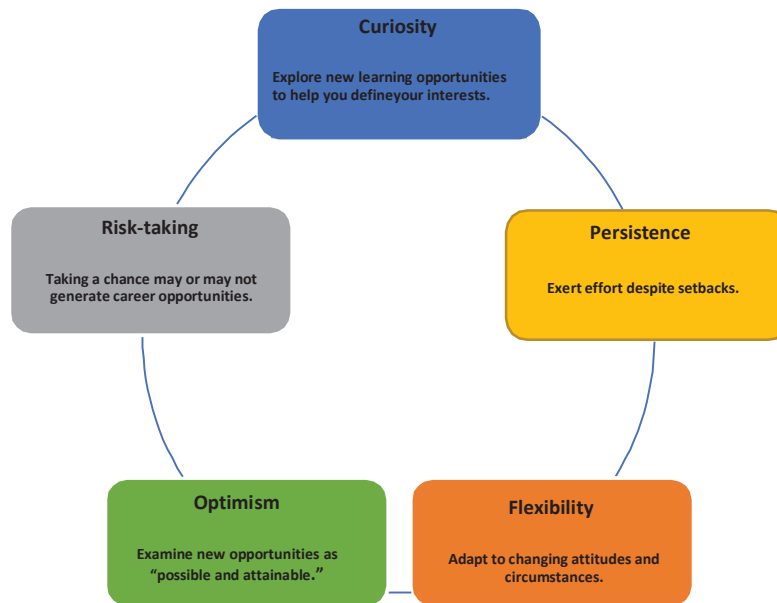 Curiosity
Explore new learning opportunities
to help you defineyour interests.
Risk-taking
Taking a chance may or may not
generate career opportunities.
Persistence
Exert effort despite setbacks.
Optimism
Examine new opportunities as
“possible and attainable.”
Flexibility
Adapt to changing attitudes and
circumstances.